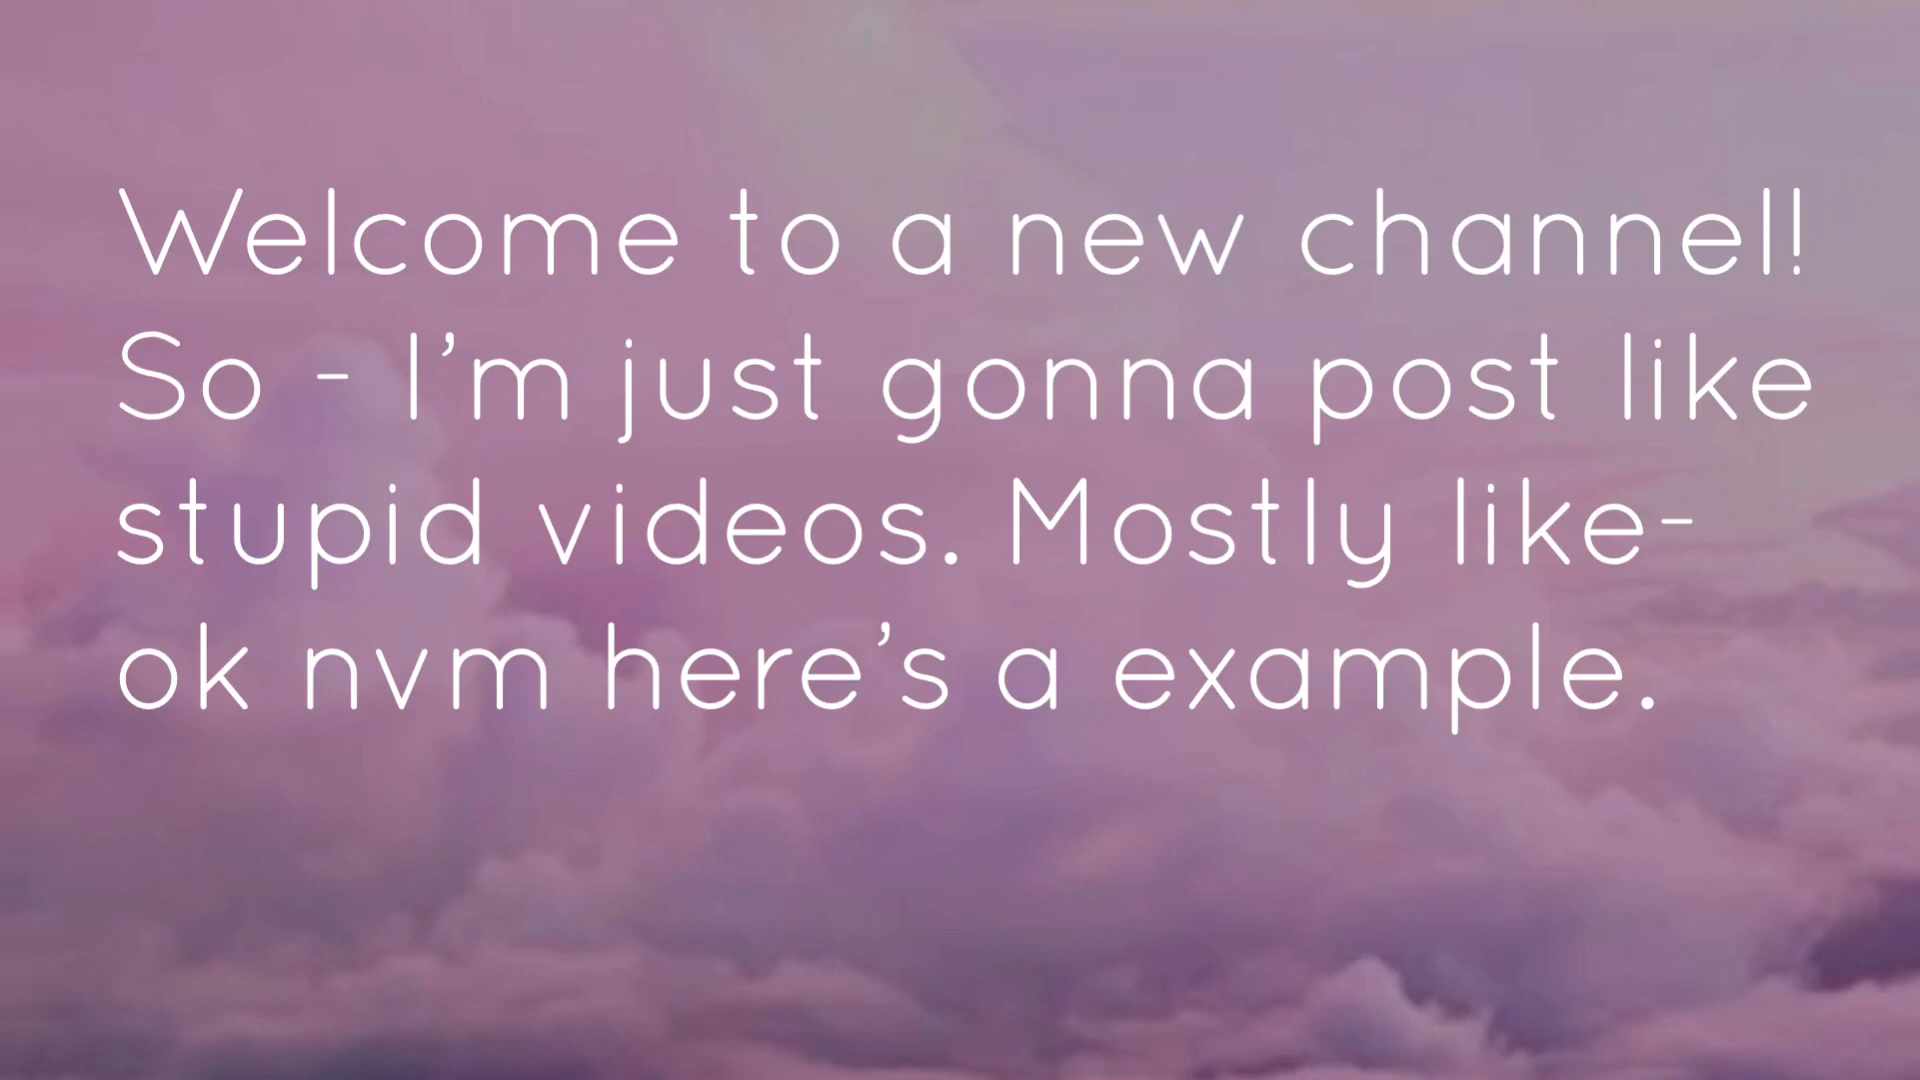 Welcome to a new channel!
So - I’m just gonna post like
stupid videos. Mostly like-
ok nvm here’s a example.